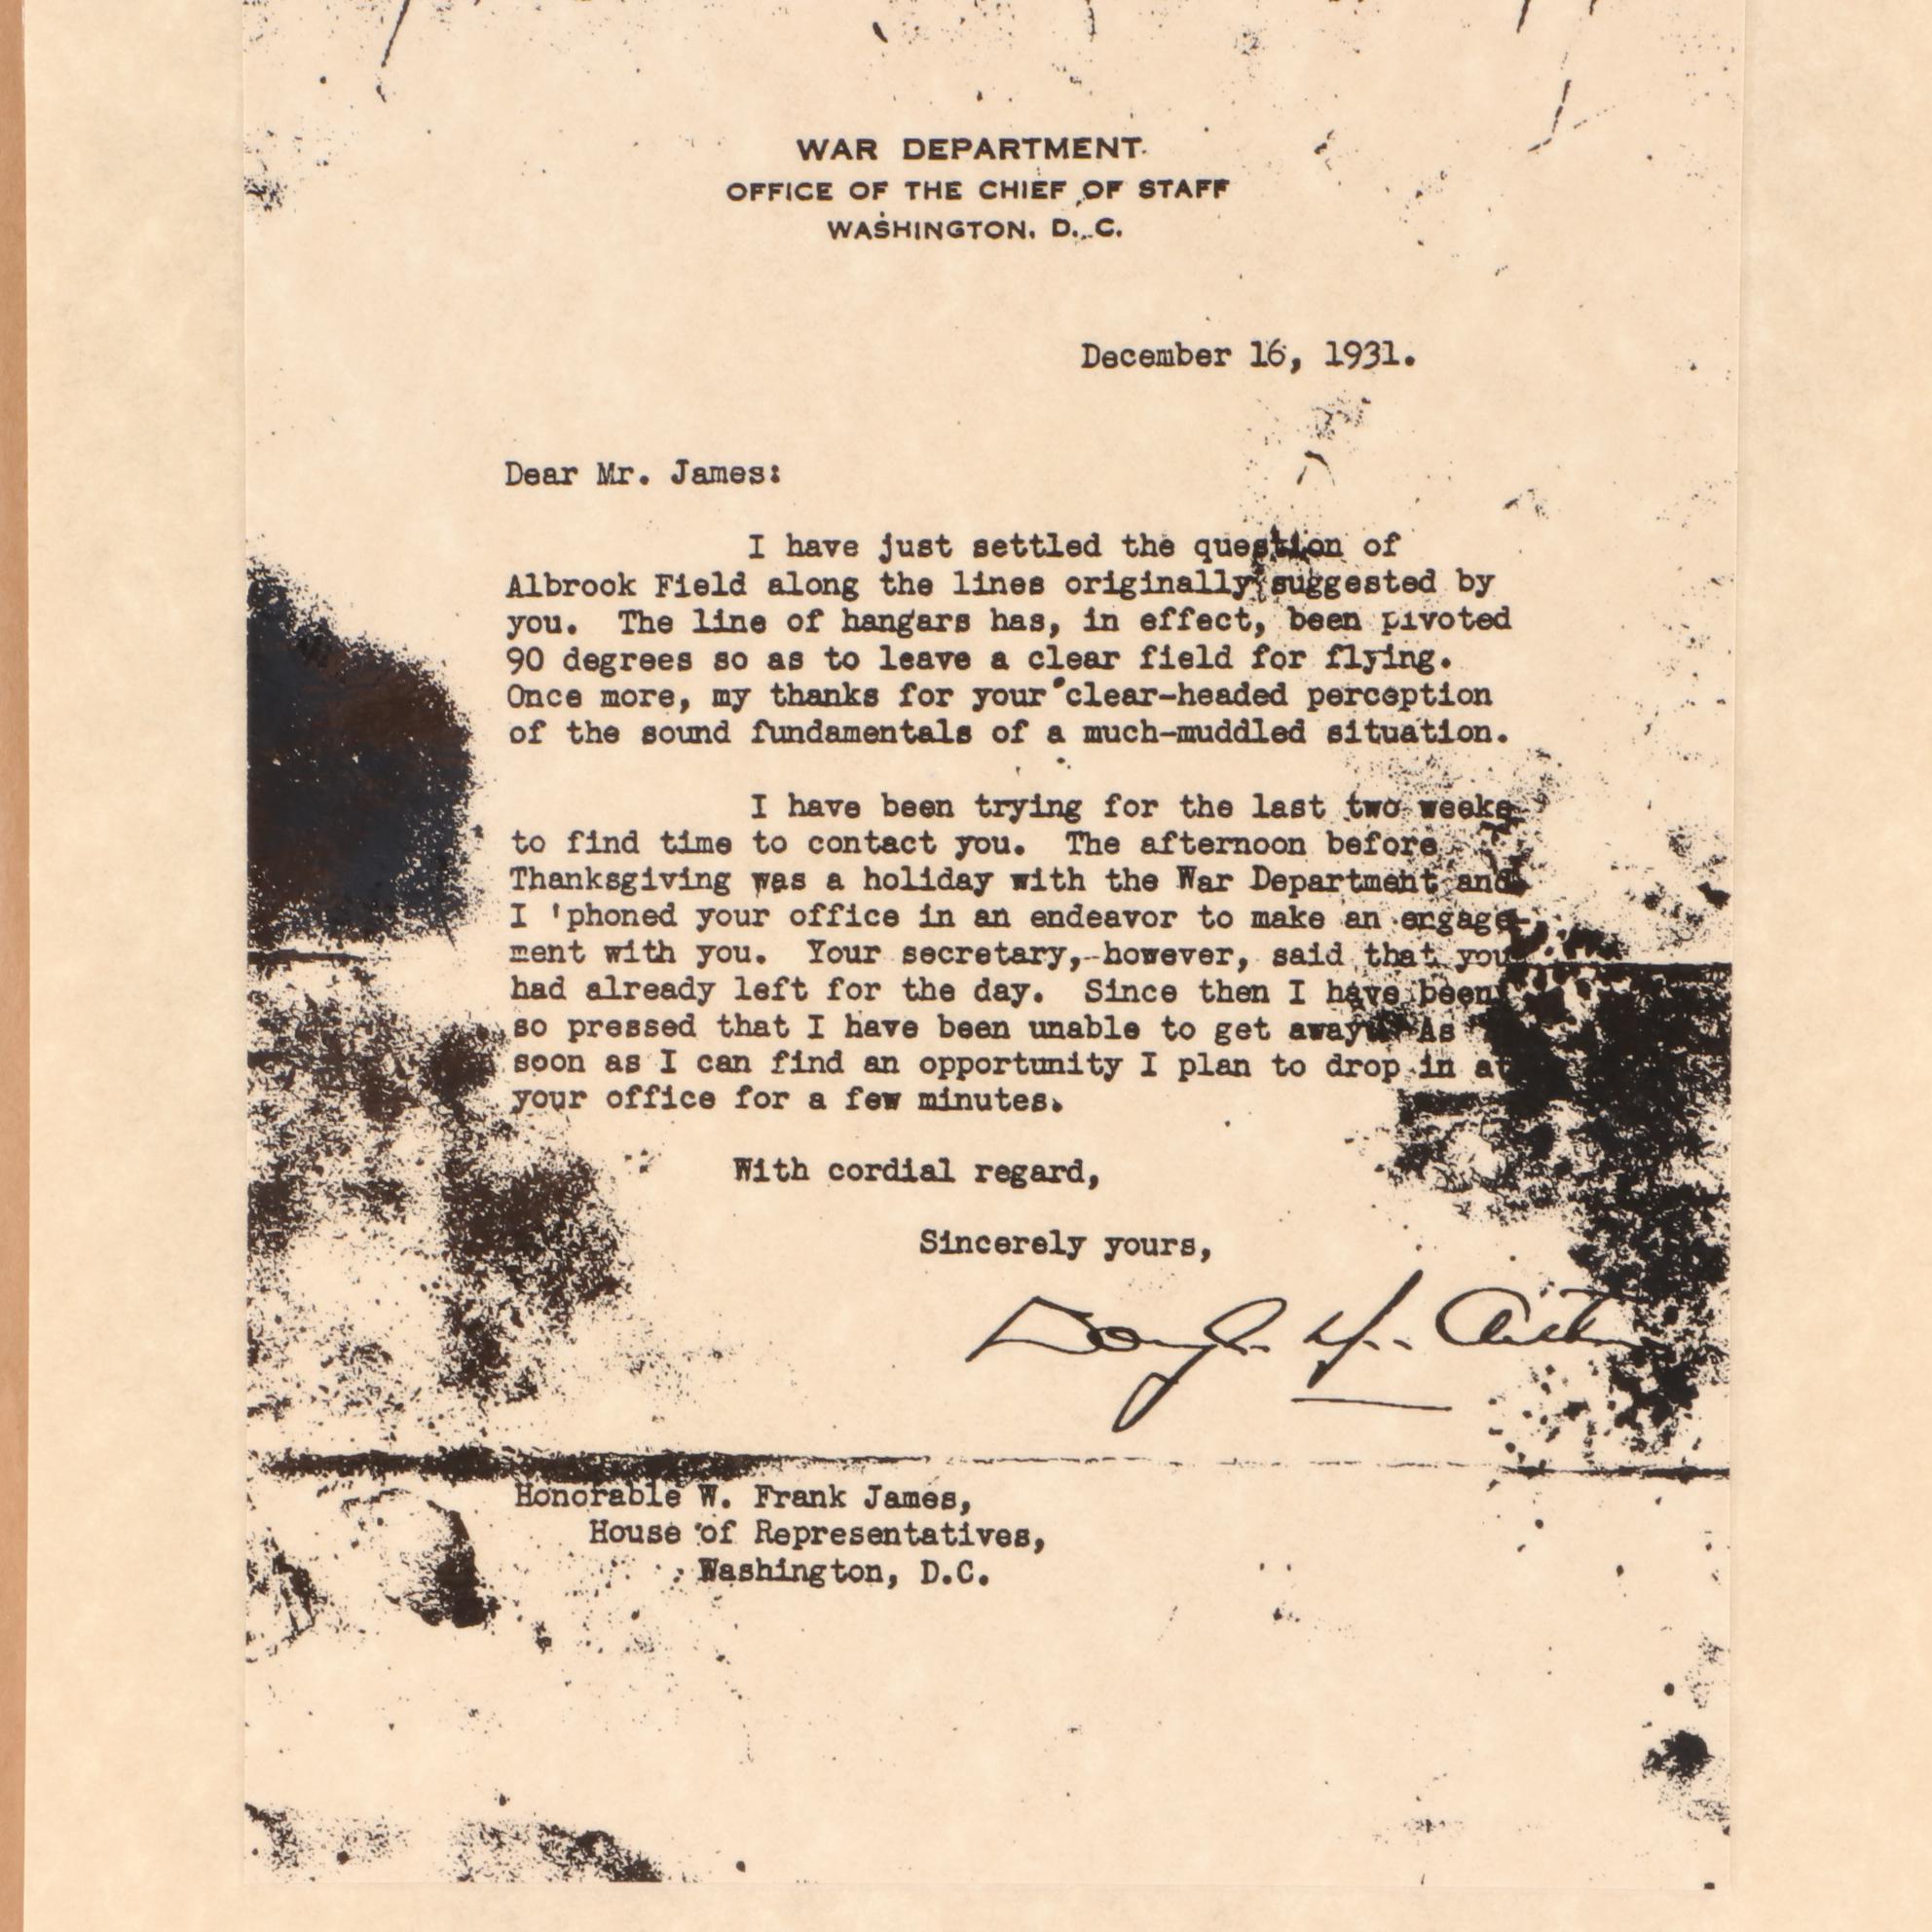 WAR DEPARTMENT
OFFICE OF THE CHIEF OF STAFF
WASHINGTON, D. C.
December 16, 1931.
Dear Mr. James:
I have just settled the question of
Albrook Field along the lines originally suggested by
you. The line of hangars has, in effect, been pivoted
90 degrees so as to leave a clear field for flying.
Once more, my thanks for your clear-headed perception
of the sound fundamentals of a much-muddled situation.
I have been trying for the last two weeks
to find time to contact you. The afternoon before
Thanksgiving was a holiday with the War Department and
I 'phoned your office in an endeavor to make an engage-
ment with you. Your secretary, however, said that you
had already left for the day. Since then I have been
so pressed that I have been unable to get away. As
soon as I can find an opportunity I plan to drop in at
your office for a few minutes.
With cordial regard,
Sincerely yours,
Douglas MacArthur
Honorable W. Frank James,
House of Representatives,
Washington, D.C.